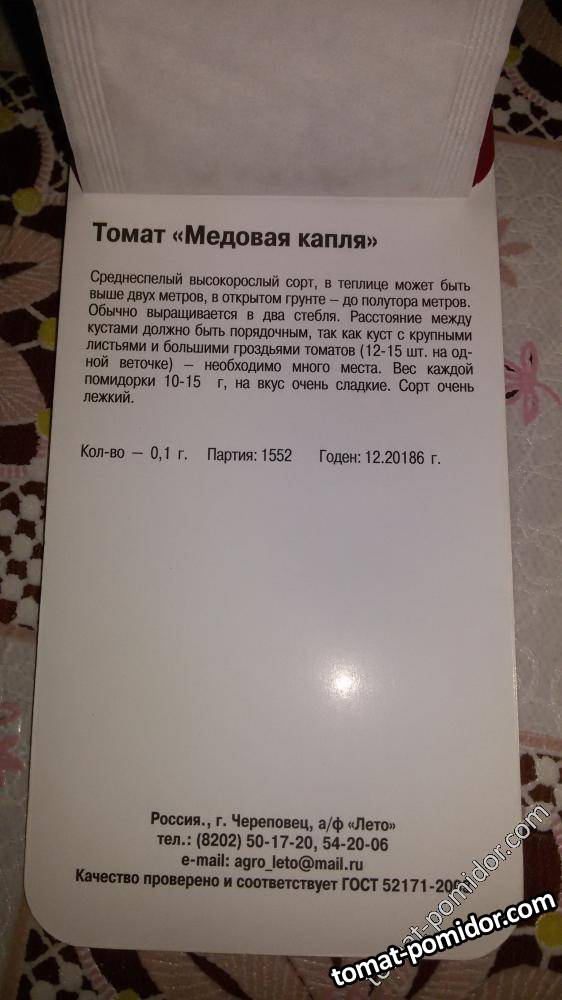 Томат «Медовая капля»
Среднеспелый высокорослый сорт, в теплице может быть
выше двух метров, в открытом грунте – до полутора метров.
Обычно выращивается в два стебля. Расстояние между
кустами должно быть порядочным, так как куст с крупными
листьями и большими гроздьями томатов (12-15 шт. на од-
ной веточке) – необходимо много места. Вес каждой
помидорки 10-15 г, на вкус очень сладкие. Сорт очень
лежкий.
Кол-во – 0,1 г. Партия: 1552 Годен: 12.20186 г.
Россия., г. Череповец, а/ф «Лето»
тел.: (8202) 50-17-20, 54-20-06
e-mail: agro_leto@mail.ru
Качество проверено и соответствует ГОСТ
tomat-pomidor.com
tomat-pomidor.com